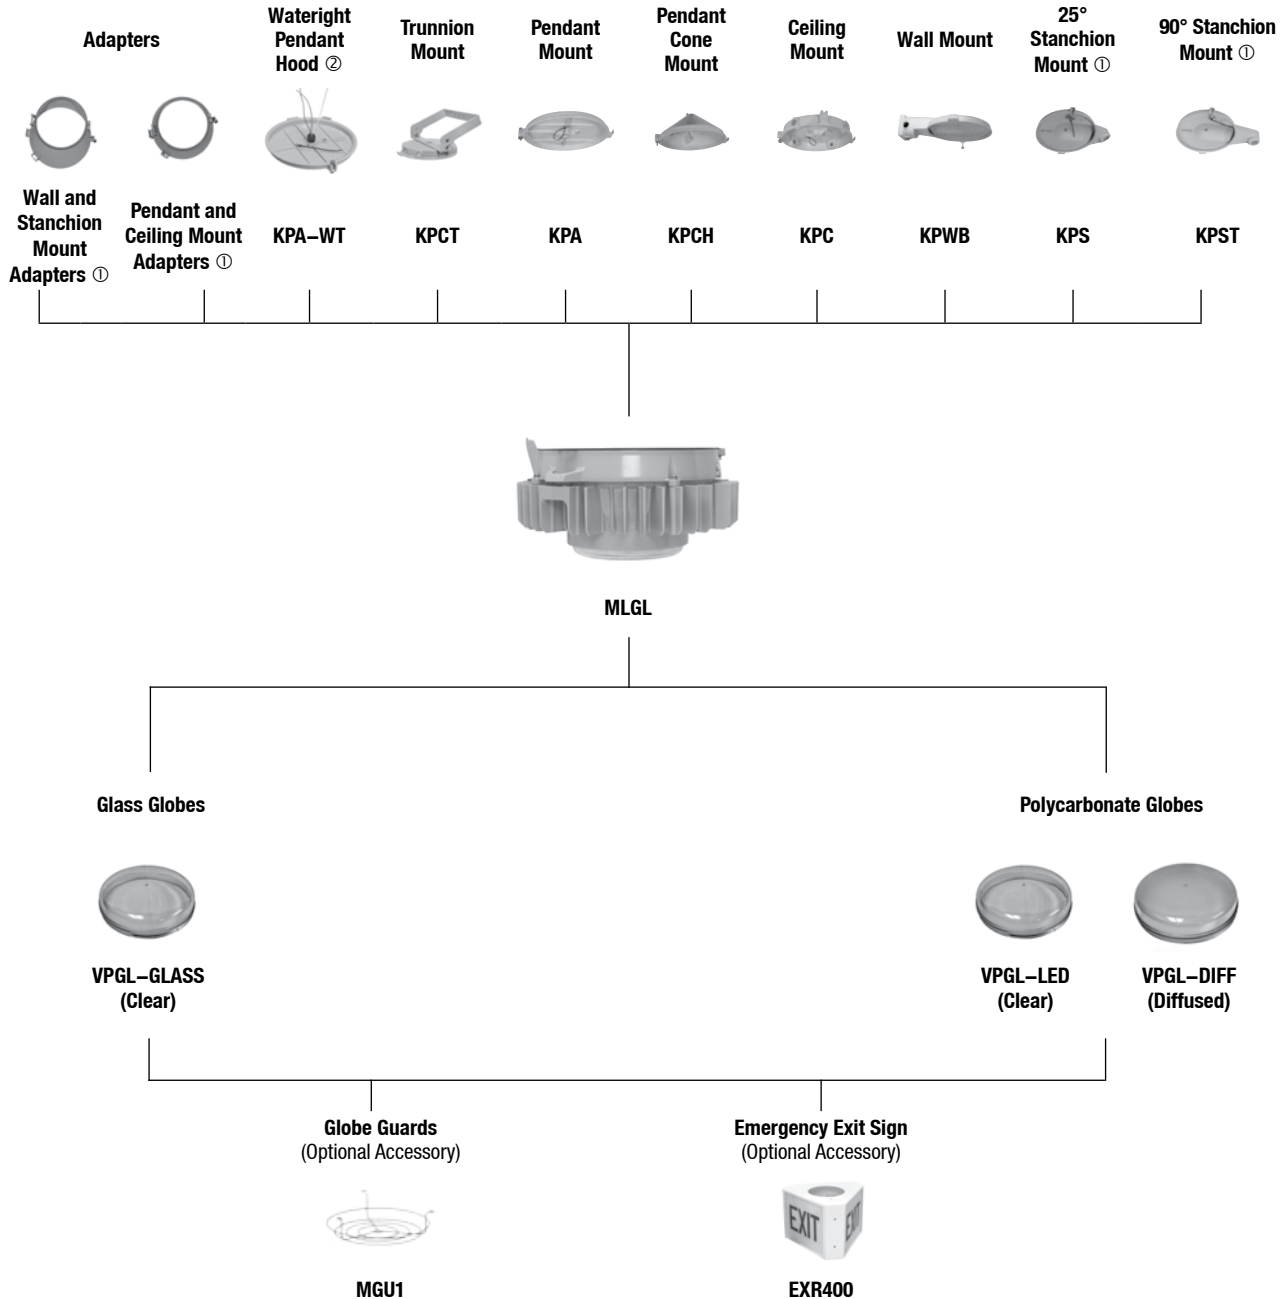 Adapters
Wateright
Pendant
Hood ②
Trunnion
Mount
Pendant
Mount
Pendant
Cone
Mount
Ceiling
Mount
Wall Mount
25°
Stanchion
Mount ①
90° Stanchion
Mount ①
Wall and
Stanchion
Mount
Adapters ①
Pendant and
Ceiling Mount
Adapters ①
KPA–WT
KPCT
KPA
KPCH
KPC
KPWB
KPS
KPST
MLGL
Glass Globes
Polycarbonate Globes
VPGL–GLASS
(Clear)
VPGL–LED
(Clear)
VPGL–DIFF
(Diffused)
Globe Guards
(Optional Accessory)
Emergency Exit Sign
(Optional Accessory)
EXIT
EXIT
MGU1
EXR400